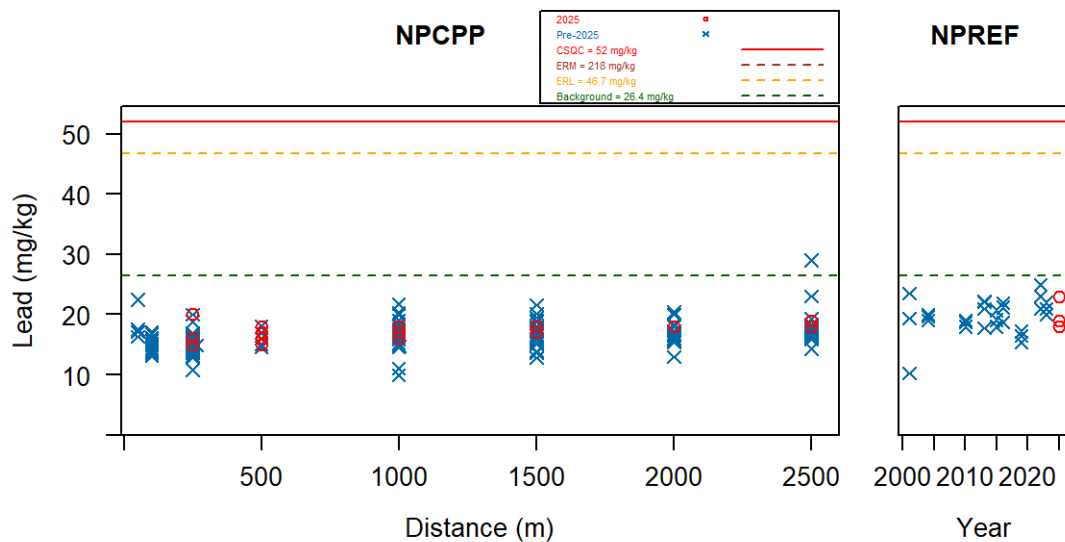 NPCPP
NPREF
2025
Pre-2025
CSQC = 52 mg/kg
ERM = 218 mg/kg
ERL = 46.7 mg/kg
Background = 26.4 mg/kg
Lead (mg/kg)
50
40
30
20
10
500
1000
1500
2000
2500
2000
2010
2020
Distance (m)
Year